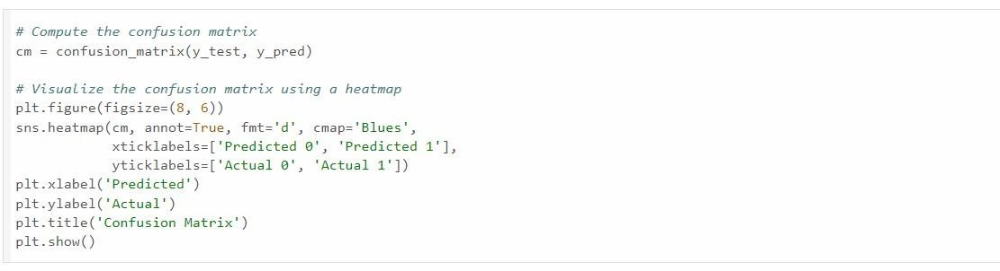 # Compute the confusion matrix
cm = confusion_matrix(y_test, y_pred)
# Visualize the confusion matrix using a heatmap
plt.figure(figsize=(8, 6))
sns.heatmap(cm, annot=True, fmt='d', cmap='Blues',
xticklabels=['Predicted 0', 'Predicted 1'],
yticklabels=['Actual 0', 'Actual 1'])
plt.xlabel('Predicted')
plt.ylabel('Actual')
plt.title('Confusion Matrix')
plt.show()